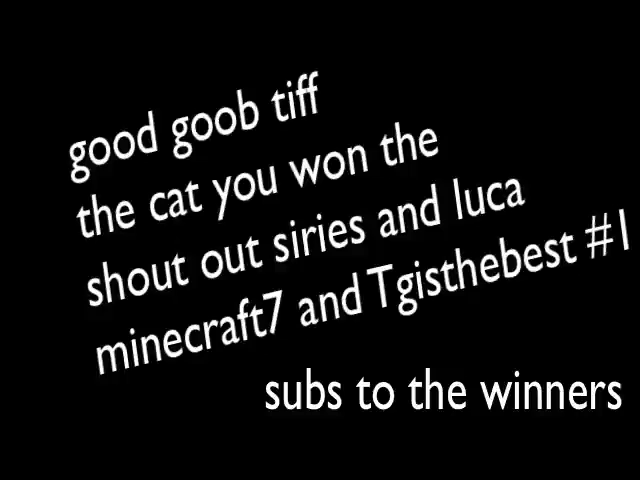 good goob tiff
the cat you won the
shout out siries and luca
minecraft7 and Tgisthebest #1
subs to the winners